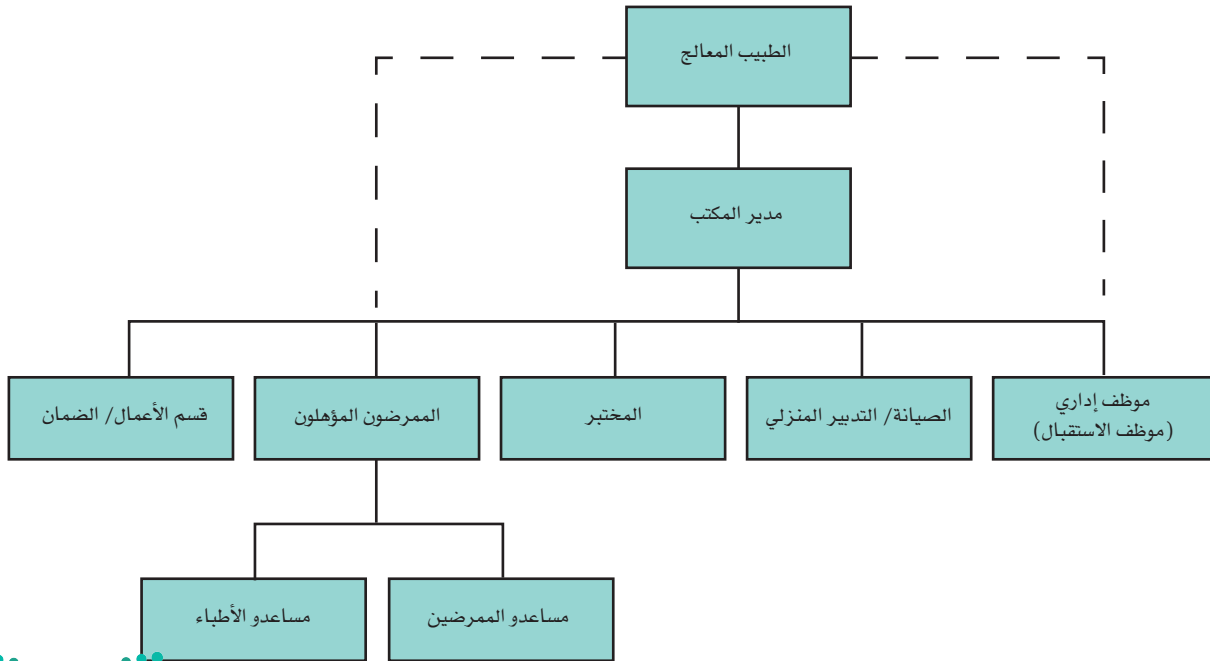 الطبيب المعالج
مدير المكتب
موظف إداري
(موظف الاستقبال)
الصيانة/ التدبير المنزلي
المختبر
الممرضون المؤهلون
قسم الأعمال/ الضمان
مساعدو الممرضين
مساعدو الأطباء